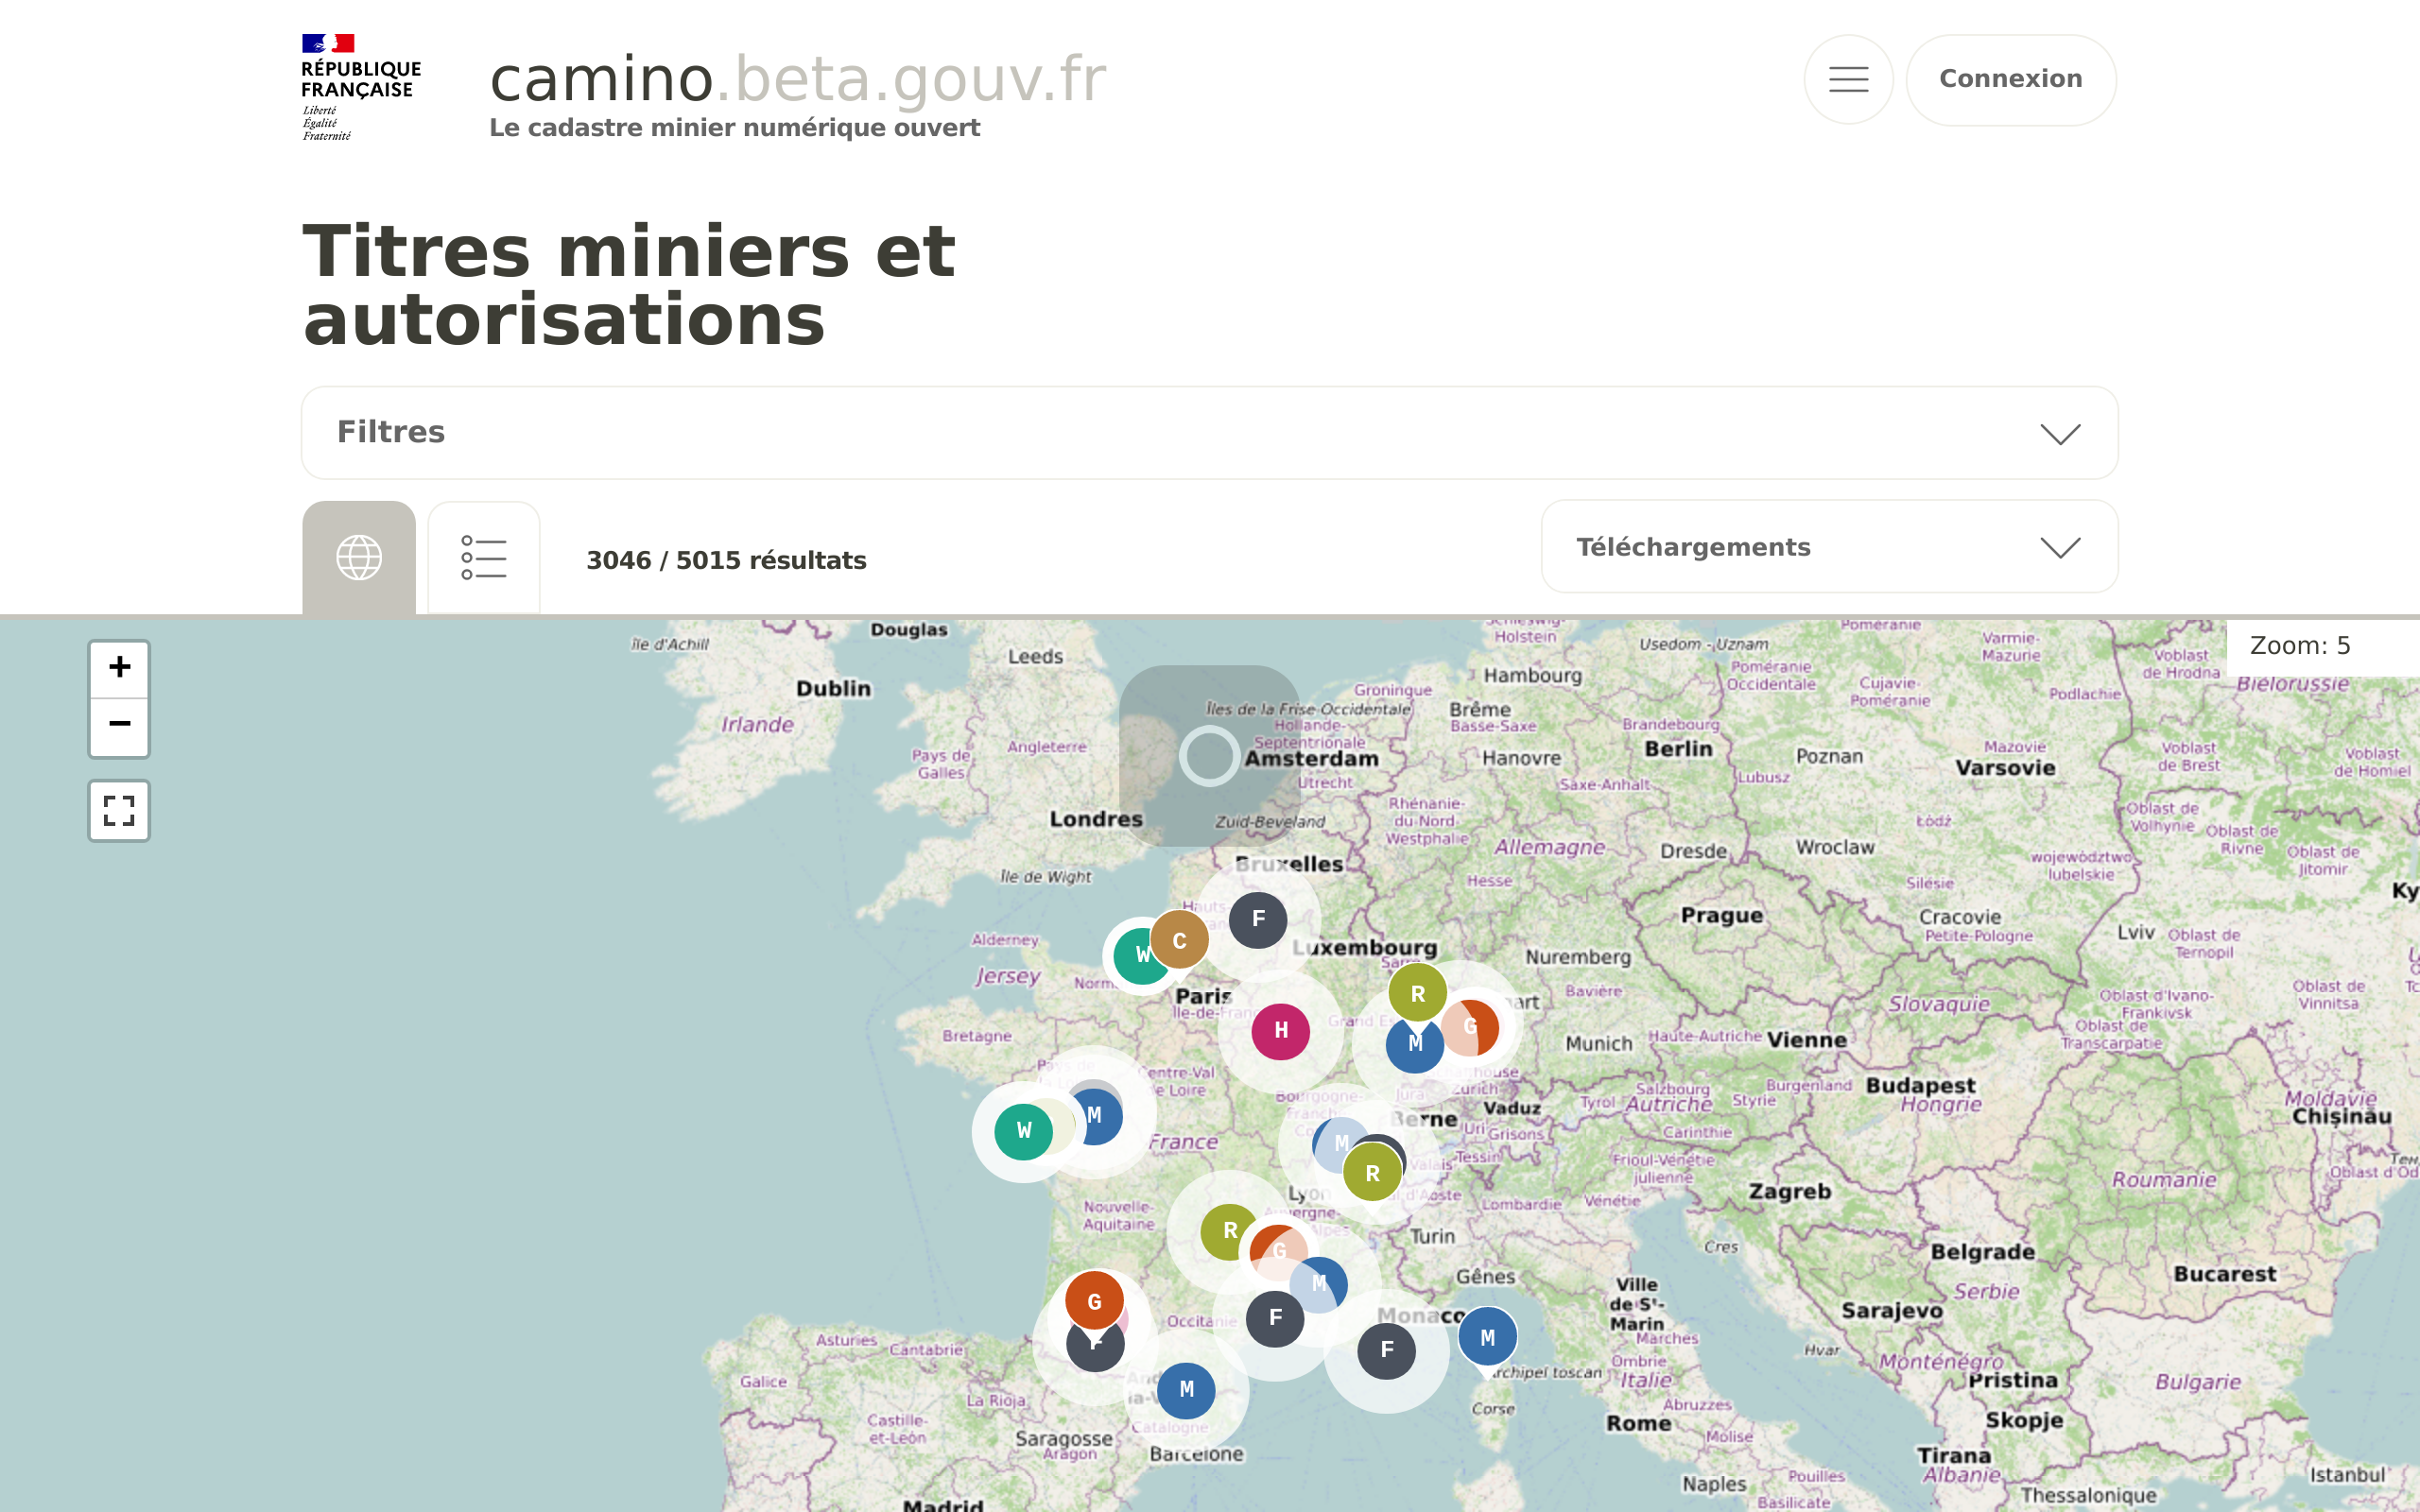 RÉPUBLIQUE
FRANÇAISE
Liberté
Égalité
Fraternité
camino.beta.gouv.fr
Le cadastre minier numérique ouvert
Connexion
Titres miniers et
autorisations
Filtres
3046 / 5015 résultats
Téléchargements
+
−
Zoom: 5
île d'Achill
Douglas
Leeds
Dublin
Irlande
Angleterre
Pays de
Galles
Londres
Île de Wight
Îles de la Frise-Occidentale
Groningue
Hollande-
Septentrionale
Amsterdam
Utrecht
Zuid-Beveland
Bruxelles
Holstein
Hambourg
Brême
Basse-Saxe
Hanovre
Usedom - Uznam
Poméranie
Occidentale
Poméranie
Cujavie-
Poméranie
Varmie-
Mazurie
Podlachie
Voblast
de Hrodna
Biélorussie
Brandebourg
Berlin
Poznan
Mazovie
Varsovie
Voblast
de Brest
Voblast
de Homiel
Saxe-Anhalt
Lubusz
Rhénanie-
du-Nord-
Westphalie
Allemagne
Hesse
Dresde
Wroclaw
Łódź
województwo
lubelskie
Silésie
Oblast de
Volhynie
Oblast de
Rivne
Oblast de
Jitomir
Ky
Prague
Cracovie
Petite-Pologne
Lviv
Oblast de
Ternopil
Luxembourg
Nuremberg
Bavière
Munich
Haute-Autriche
Vienne
Slovaquie
Oblast d'Ivano-
Frankivsk
Oblast de
Transcarpatie
Oblast de
Vinnitsa
Alderney
Jersey
Norm
Paris
Île-de-Fran
Grand Es
Bretagne
Pays de
Centre-Val
e Loire
Bourgogne-
France
Jura
Zurich
Berne
Vaduz
Uri
Grisons
Tessin
Valais
Tyrol
Salzbourg
Autriche
Styrie
Burgenland
Carinthie
Budapest
Hongrie
Moldavie
Chișinău
Oblast d'Od
Lyon
d'Aoste
Lombardie
Vénétie
Frioul-Vénétie
julienne
Zagreb
Roumanie
Nouvelle-
Aquitaine
Turin
Gênes
Cres
Belgrade
Serbie
Bucarest
Ville
de S^t-
Marin
Marches
Sarajevo
Monaco
Occitanie
Ombrie
Italie
Hvar
Monténégro
Pristina
Bulgarie
Asturies
Cantabrie
Galice
La Rioja
Castille-
et-León
Saragosse
Aragon
Catalogne
Barcelone
Madrid
rchipel toscan
Corse
Abruzzes
Rome
Molise
Skopje
Tirana
Albanie
Naples
Pouilles
Basilicate
Thessalonique
Istanbul
F
W
C
R
H
M
G
M
W
M
R
R
G
M
G
F
F
F
M
M